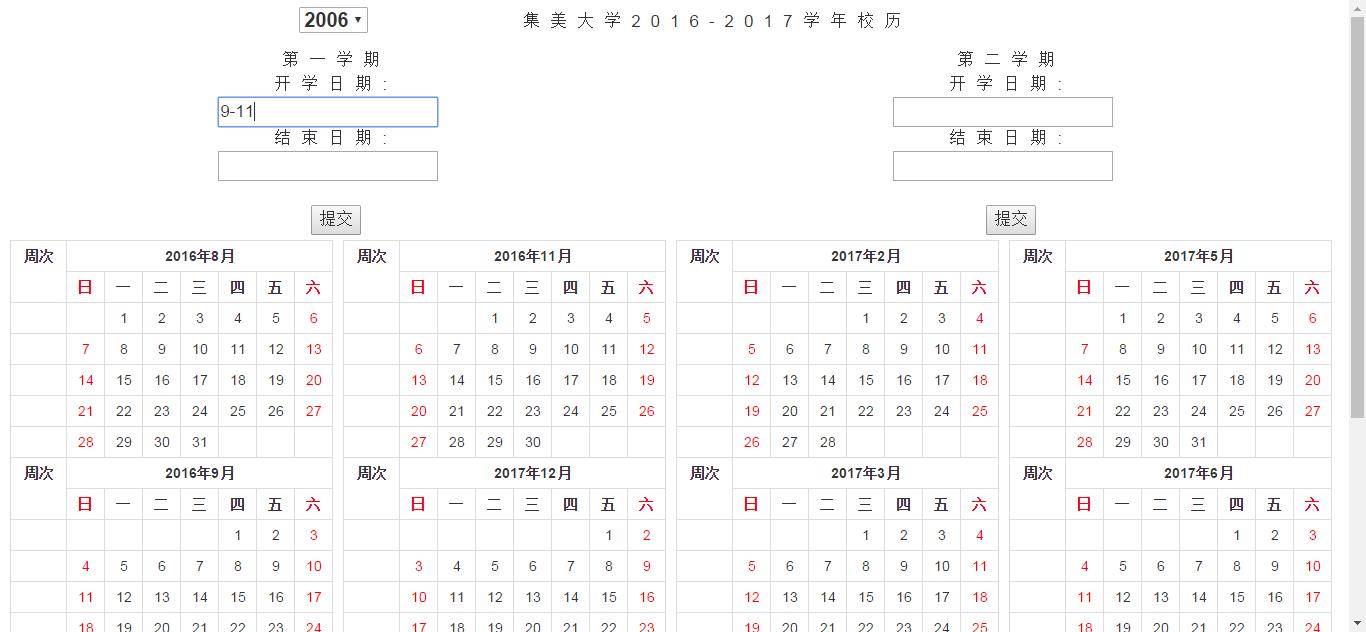 2006 集美大学2016-2017学年校历
第一学期 第二学期
开学日期: 开学日期:
9-11
结束日期: 结束日期:
提交 提交
周次 2016年8月 周次 2016年11月 周次 2017年2月 周次 2017年5月
日 一 二 三 四 五 六 日 一 二 三 四 五 六 日 一 二 三 四 五 六 日 一 二 三 四 五 六
1 2 3 4 5 6 1 2 3 4 5 1 2 3 4 1 2 3 4 5 6
7 8 9 10 11 12 13 6 7 8 9 10 11 12 5 6 7 8 9 10 11 7 8 9 10 11 12 13
14 15 16 17 18 19 20 13 14 15 16 17 18 19 12 13 14 15 16 17 18 14 15 16 17 18 19 20
21 22 23 24 25 26 27 20 21 22 23 24 25 26 19 20 21 22 23 24 25 21 22 23 24 25 26 27
28 29 30 31 27 28 29 30 26 27 28 28 29 30 31
周次 2016年9月 周次 2017年12月 周次 2017年3月 周次 2017年6月
日 一 二 三 四 五 六 日 一 二 三 四 五 六 日 一 二 三 四 五 六 日 一 二 三 四 五 六
1 2 3 1 2 1 2 3 4 1 2 3
4 5 6 7 8 9 10 3 4 5 6 7 8 9 5 6 7 8 9 10 11 4 5 6 7 8 9 10
11 12 13 14 15 16 17 10 11 12 13 14 15 16 12 13 14 15 16 17 18 11 12 13 14 15 16 17
18 19 20 21 22 23 24 17 18 19 20 21 22 23 19 20 21 22 23 24 25 18 19 20 21 22 23 24